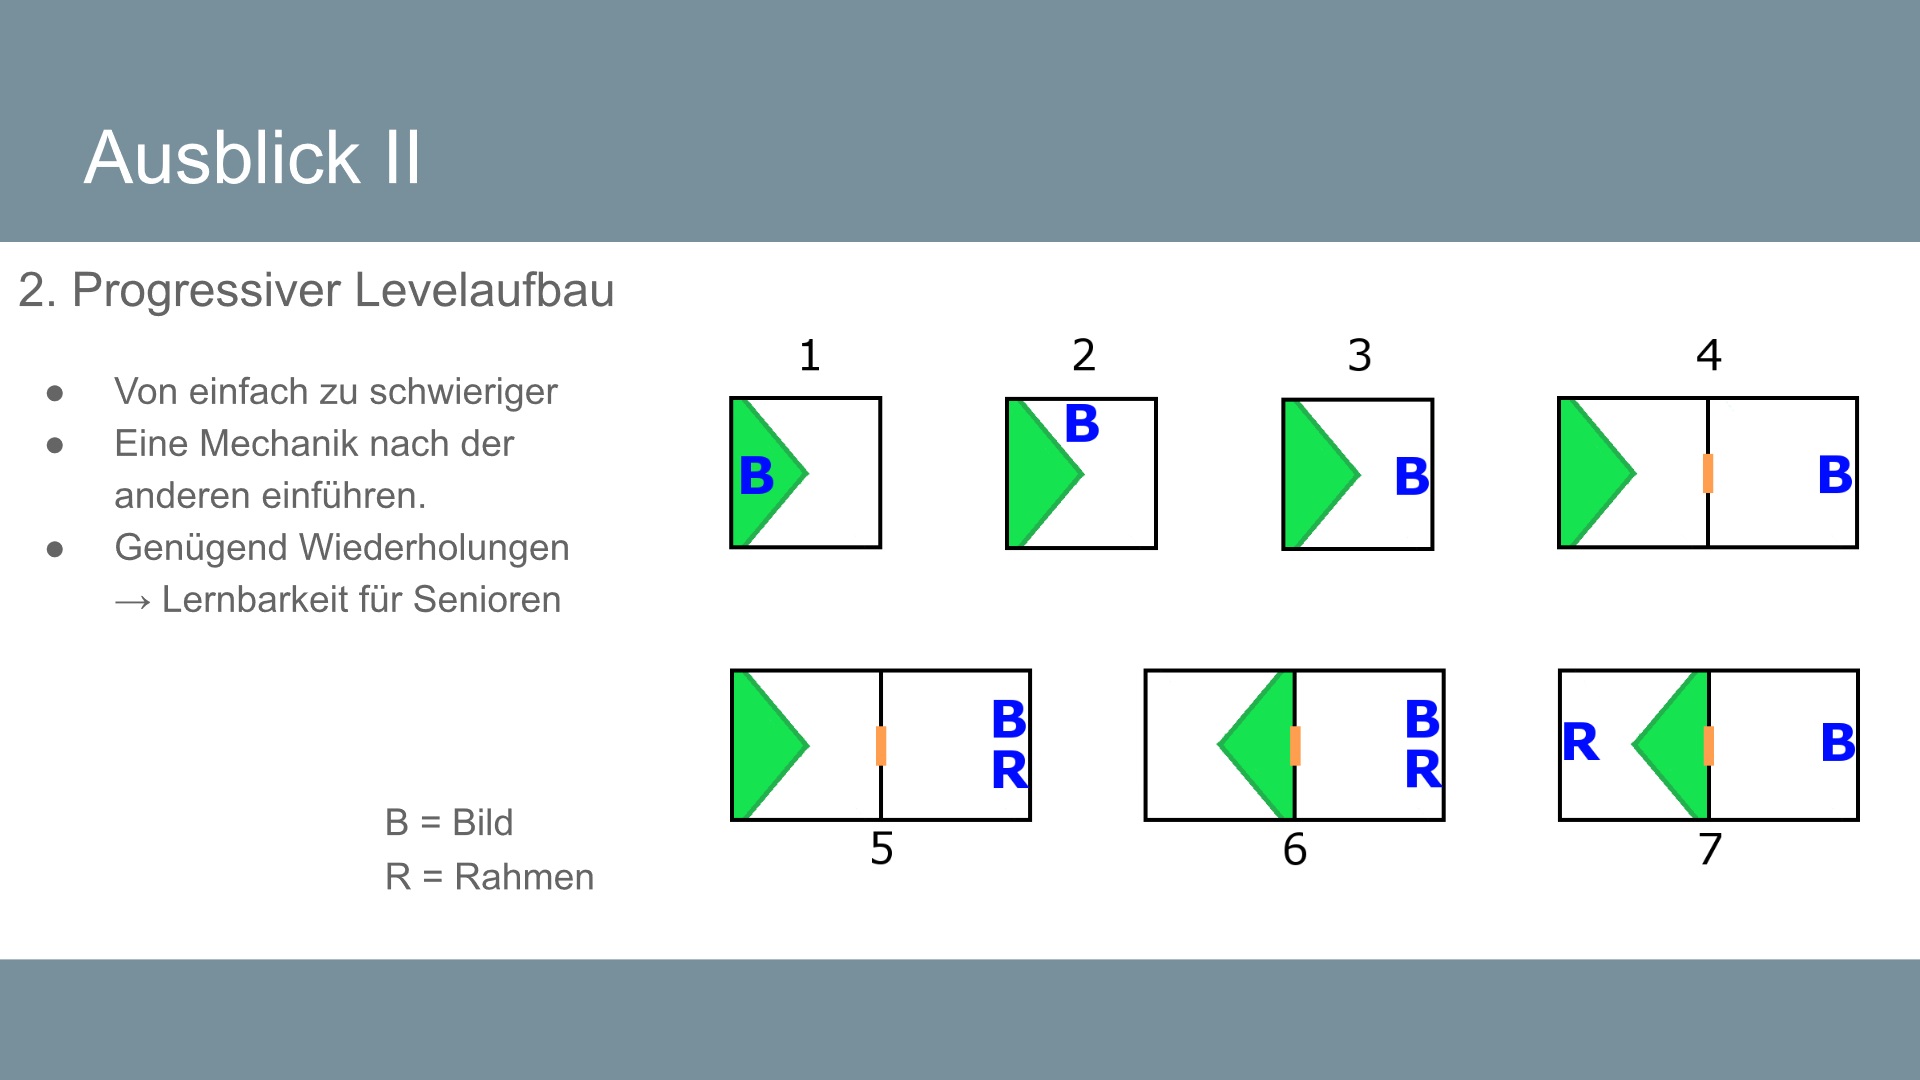 Ausblick II
2. Progressiver Levelaufbau
● Von einfach zu schwieriger
● Eine Mechanik nach der
anderen einführen.
● Genügend Wiederholungen
→ Lernbarkeit für Senioren
B = Bild
R = Rahmen
1 2 3 4
B B B B
B B R B
R R
5 6 7